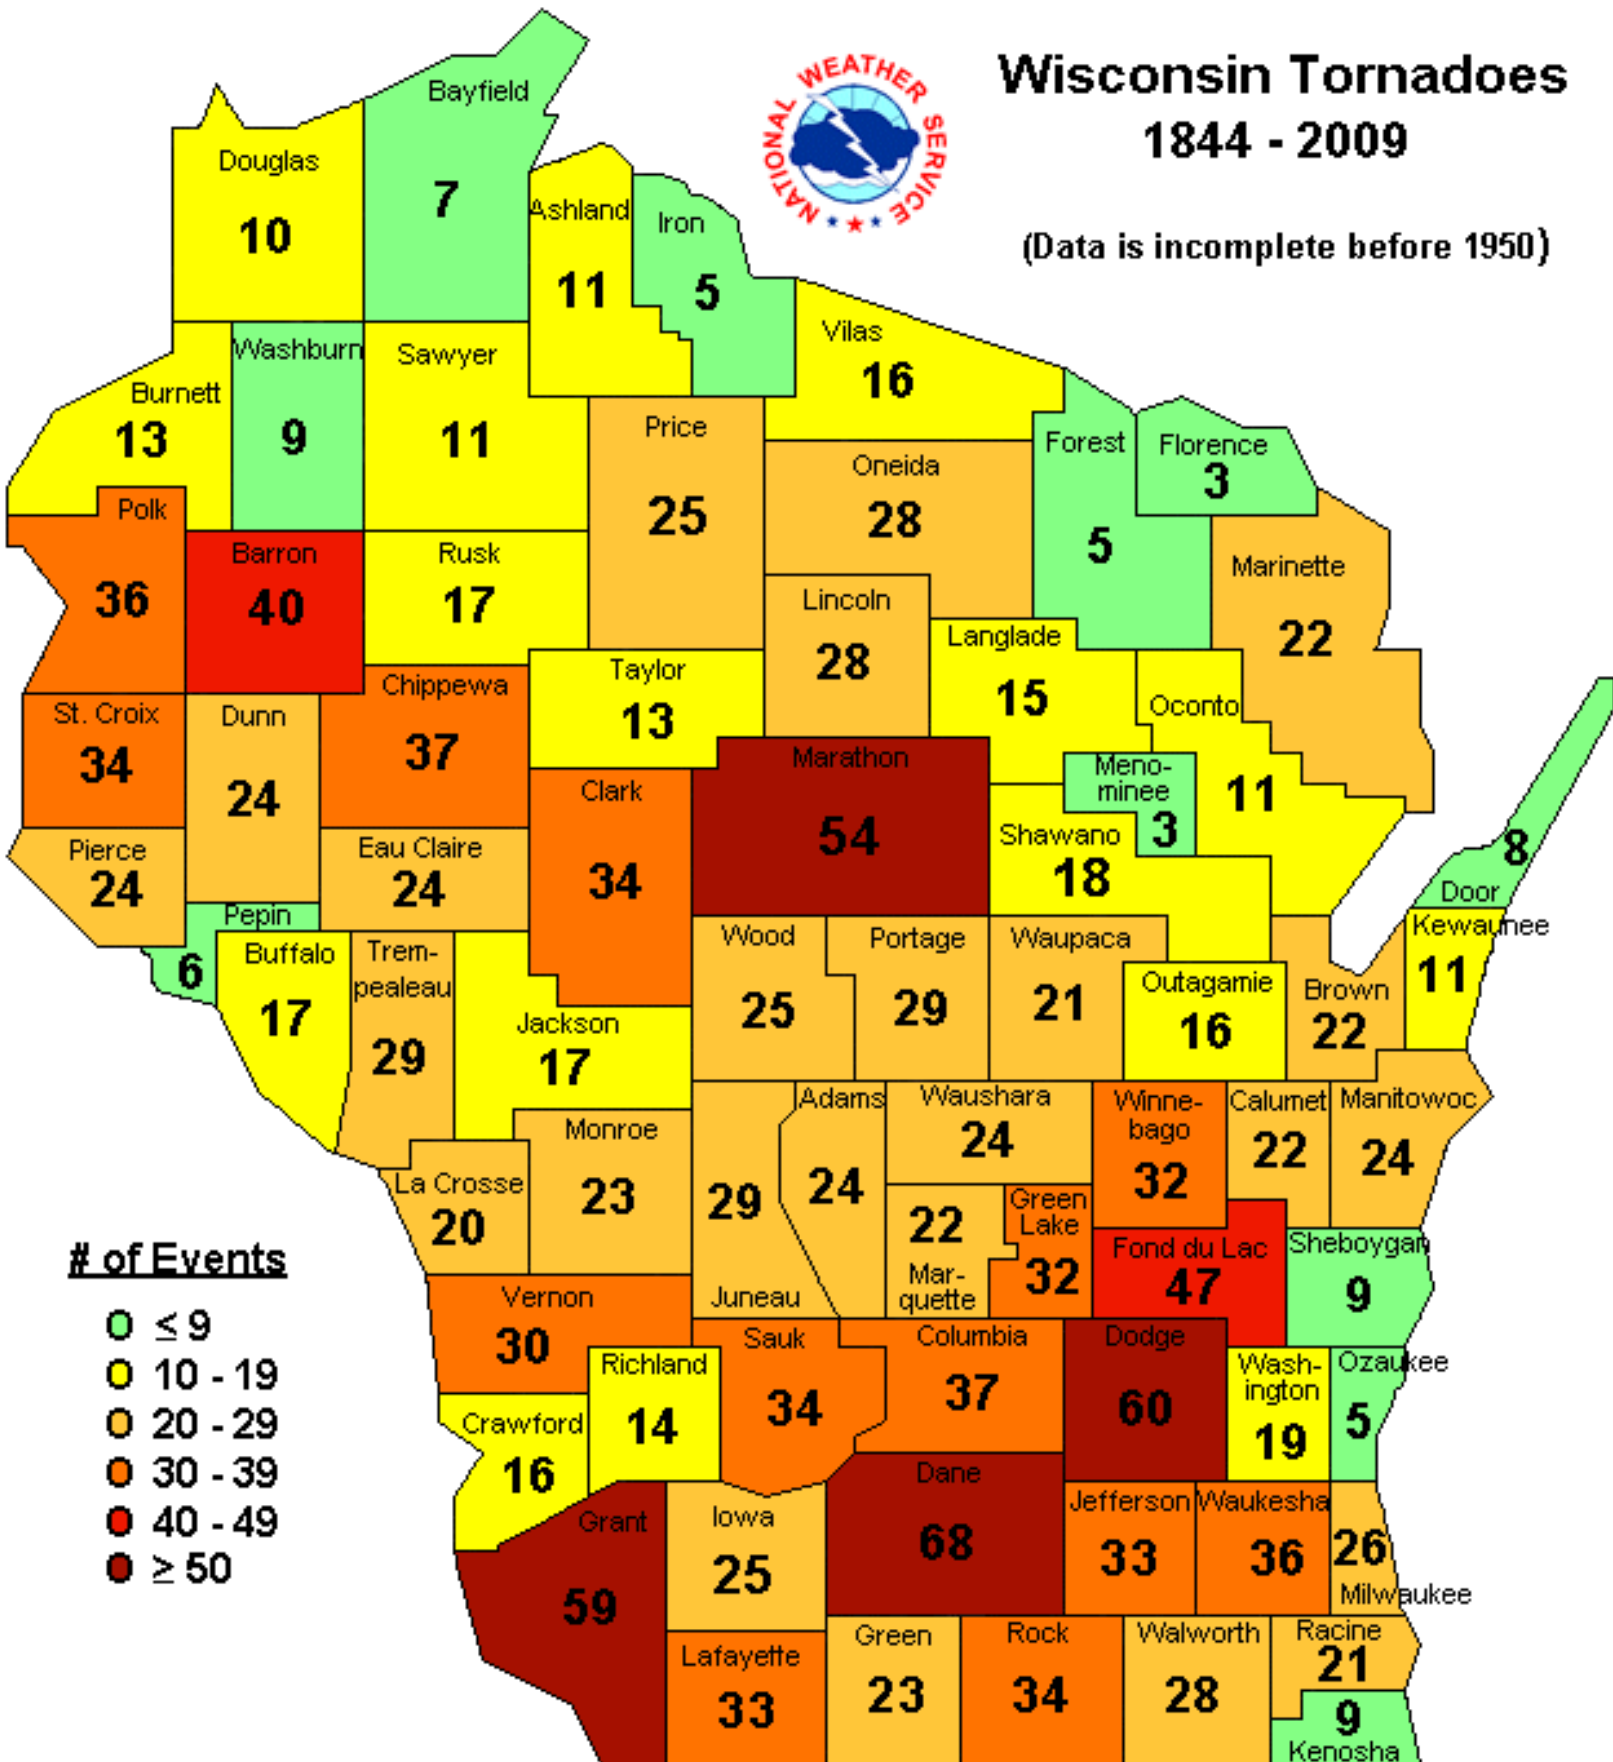 Wisconsin Tornadoes
1844 - 2009
(Data is incomplete before 1950)
NATIONAL WEATHER SERVICE
Bayfield
7
Douglas
10
Ashland
11
Iron
5
Vilas
16
Washburn
9
Sawyer
11
Burnett
13
Price
25
Oneida
28
Forest
5
Florence
3
Polk
36
Barron
40
Rusk
17
Lincoln
28
Langlade
15
Marinette
22
Taylor
13
Chippewa
37
St. Croix
34
Dunn
24
Oconto
11
Marathon
54
Clark
34
Meno-
minee
3
Shawano
18
Pierce
24
Eau Claire
24
8
Door
Pepin
6
Buffalo
17
Trem-
pealeau
29
Jackson
17
Wood
25
Portage
29
Waupaca
21
Outagamie
16
Brown
22
Kewaunee
11
Monroe
23
La Crosse
20
29
Juneau
Adams
24
Waushara
24
Winne-
bago
32
Calumet
22
Manitowoc
24
22
Mar-
quette
Green
Lake
32
Fond du Lac
47
Sheboygan
9
Vernon
30
Richland
14
Sauk
34
Columbia
37
Dodge
60
Wash-
ington
19
Ozaukee
5
Crawford
16
Grant
59
Iowa
25
Dane
68
Jefferson
33
Waukesha
36
26
Milwaukee
Lafayette
33
Green
23
Rock
34
Walworth
28
Racine
21
9
Kenosha
# of Events
≤ 9
10 - 19
20 - 29
30 - 39
40 - 49
≥ 50